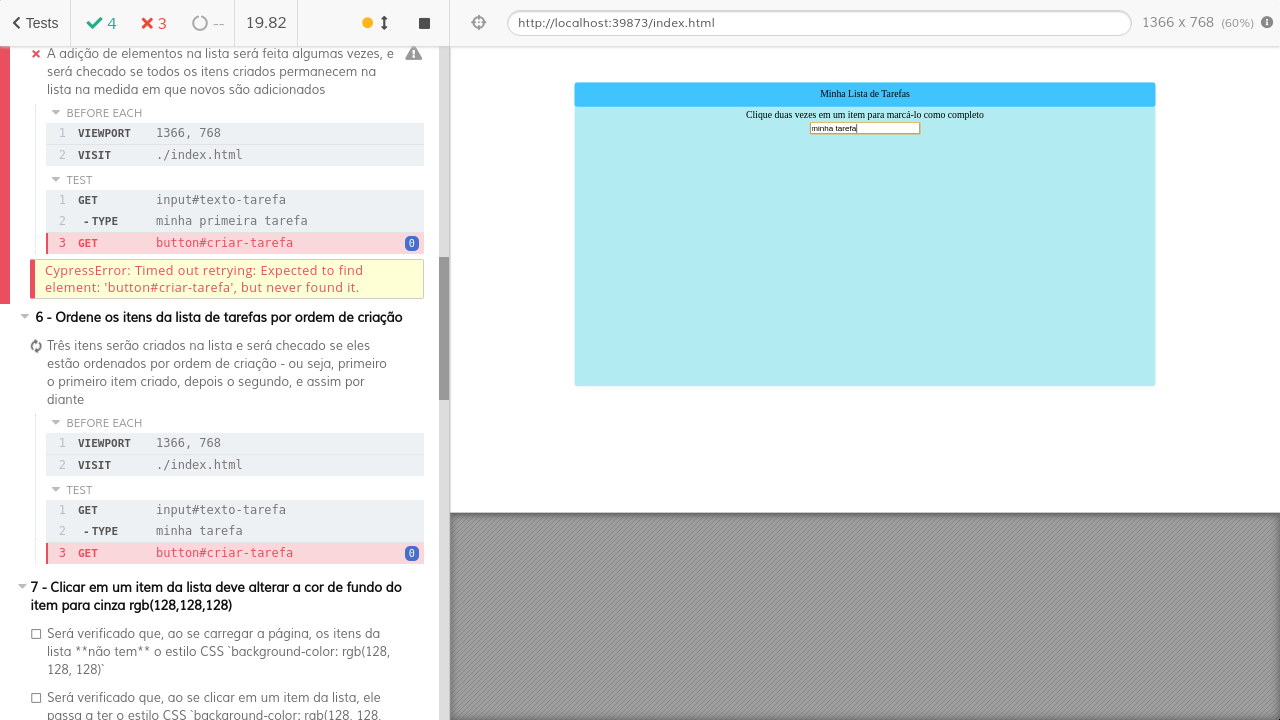 Tests
4
3
--
19.82
http://localhost:39873/index.html
1366 x 768 (60%)
A adição de elementos na lista será feita algumas vezes, e
será checado se todos os itens criados permecem na
lista na medida em que novos são adicionados
BEFORE EACH
1 VIEWPORT 1366, 768
2 VISIT ./index.html
TEST
1 GET input#texto-tarefa
2 -TYPE minha primeira tarefa
3 GET button#criar-tarefa 0
CypressError: Timed out retrying: Expected to find
element: 'button#criar-tarefa', but never found it.
6 - Ordene os itens da lista de tarefas por ordem de criação
Três itens serão criados na lista e será checado se eles
estão ordenados por ordem de criação - ou seja, primeiro
o primeiro item criado, depois o segundo, e assim por
diante
BEFORE EACH
1 VIEWPORT 1366, 768
2 VISIT ./index.html
TEST
1 GET input#texto-tarefa
2 -TYPE minha tarefa
3 GET button#criar-tarefa 0
7 - Clicar em um item da lista deve alterar a cor de fundo do
item para cinza rgb(128,128,128)
Será verificado que, ao se carregar a página, os itens da
lista **não tem** o estilo CSS `background-color: rgb(128,
128, 128)`
Será verificado que, ao se clicar em um item da lista, ele
passa a ter o estilo CSS `background-color: rgb(128, 128,
Minha Lista de Tarefas
Clique duas vezes em um item para marcá-lo como completo
minha tarefa